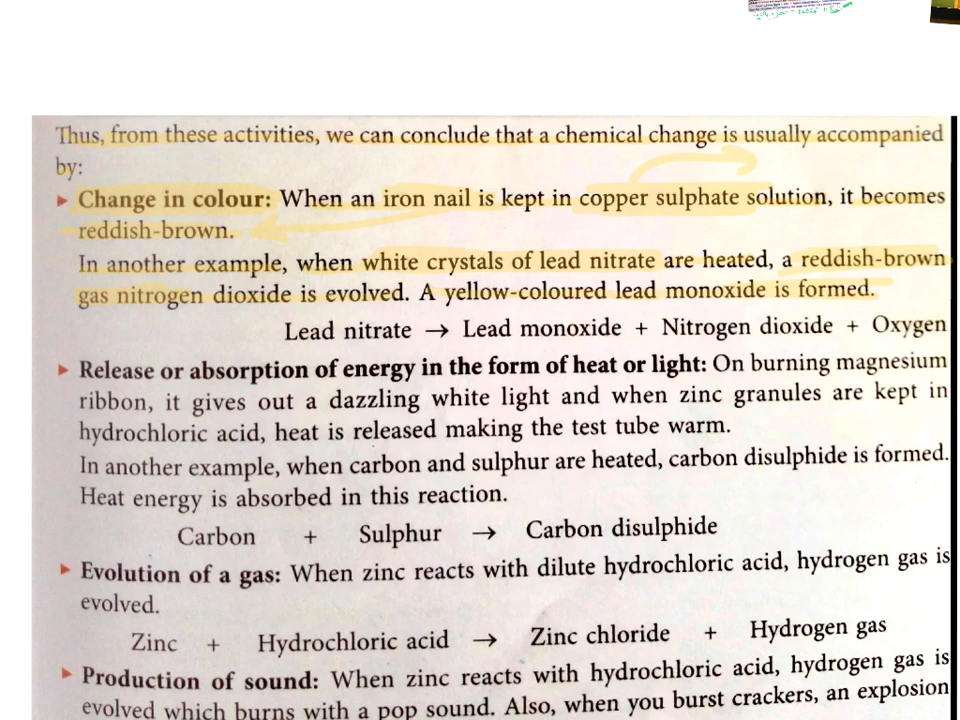 Thus, from these activities, we can conclude that a chemical change is usually accompanied
by:
▸ Change in colour: When an iron nail is kept in copper sulphate solution, it becomes
reddish-brown.
In another example, when white crystals of lead nitrate are heated, a reddish-brown
gas nitrogen dioxide is evolved. A yellow-coloured lead monoxide is formed.
Lead nitrate → Lead monoxide + Nitrogen dioxide + Oxygen
▸ Release or absorption of energy in the form of heat or light: On burning magnesium
ribbon, it gives out a dazzling white light and when zinc granules are kept in
hydrochloric acid, heat is released making the test tube warm.
In another example, when carbon and sulphur are heated, carbon disulphide is formed.
Heat energy is absorbed in this reaction.
Carbon + Sulphur → Carbon disulphide
▸ Evolution of a gas: When zinc reacts with dilute hydrochloric acid, hydrogen gas is
evolved.
Zinc + Hydrochloric acid → Zinc chloride + Hydrogen gas
▸ Production of sound: When zinc reacts with hydrochloric acid, hydrogen gas is
evolved which burns with a pop sound. Also, when you burst crackers, an explosion